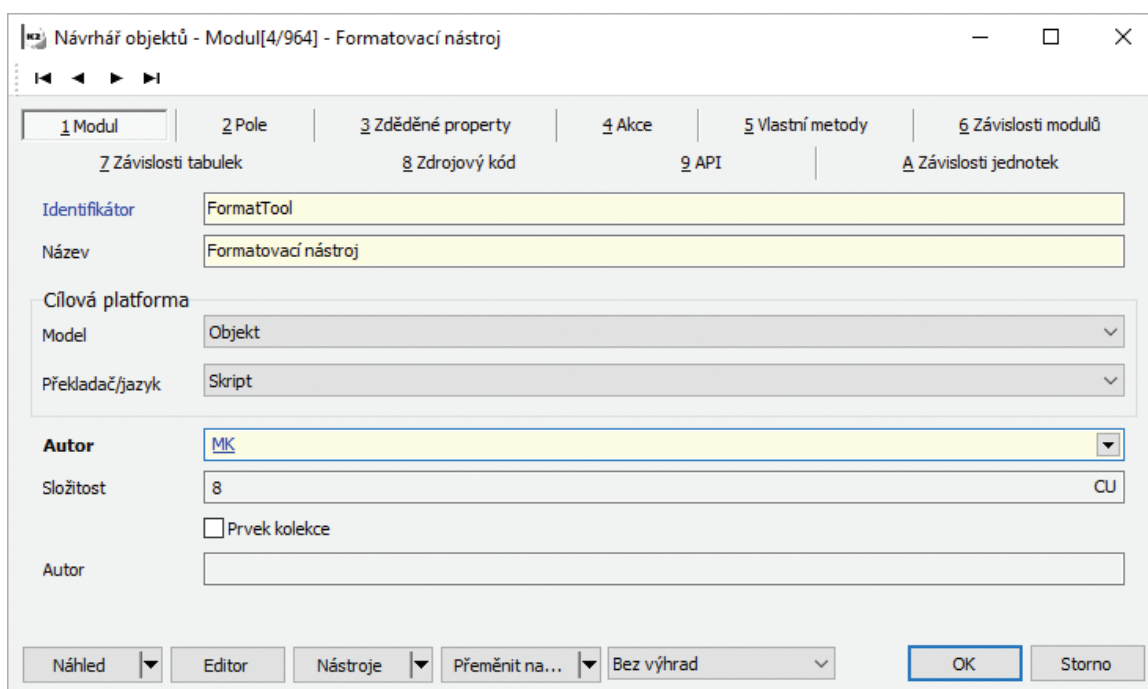 K2 Návrhář objektů - Modul[4/964] - Formatovací nástroj
1 Modul 2 Pole 3 Zděděné property 4 Akce 5 Vlastní metody 6 Závislosti modulů
7 Závislosti tabulek 8 Zdrojový kód 9 API A Závislosti jednotek
Identifikátor FormatTool
Název Formatovací nástroj
Cílová platforma
Model Objekt
Překladač/jazyk Skript
Autor MK
Složitost 8 CU
Prvek kolekce
Autor
Náhled Editor Nástroje Přeměnit na... Bez výhrad OK Storno